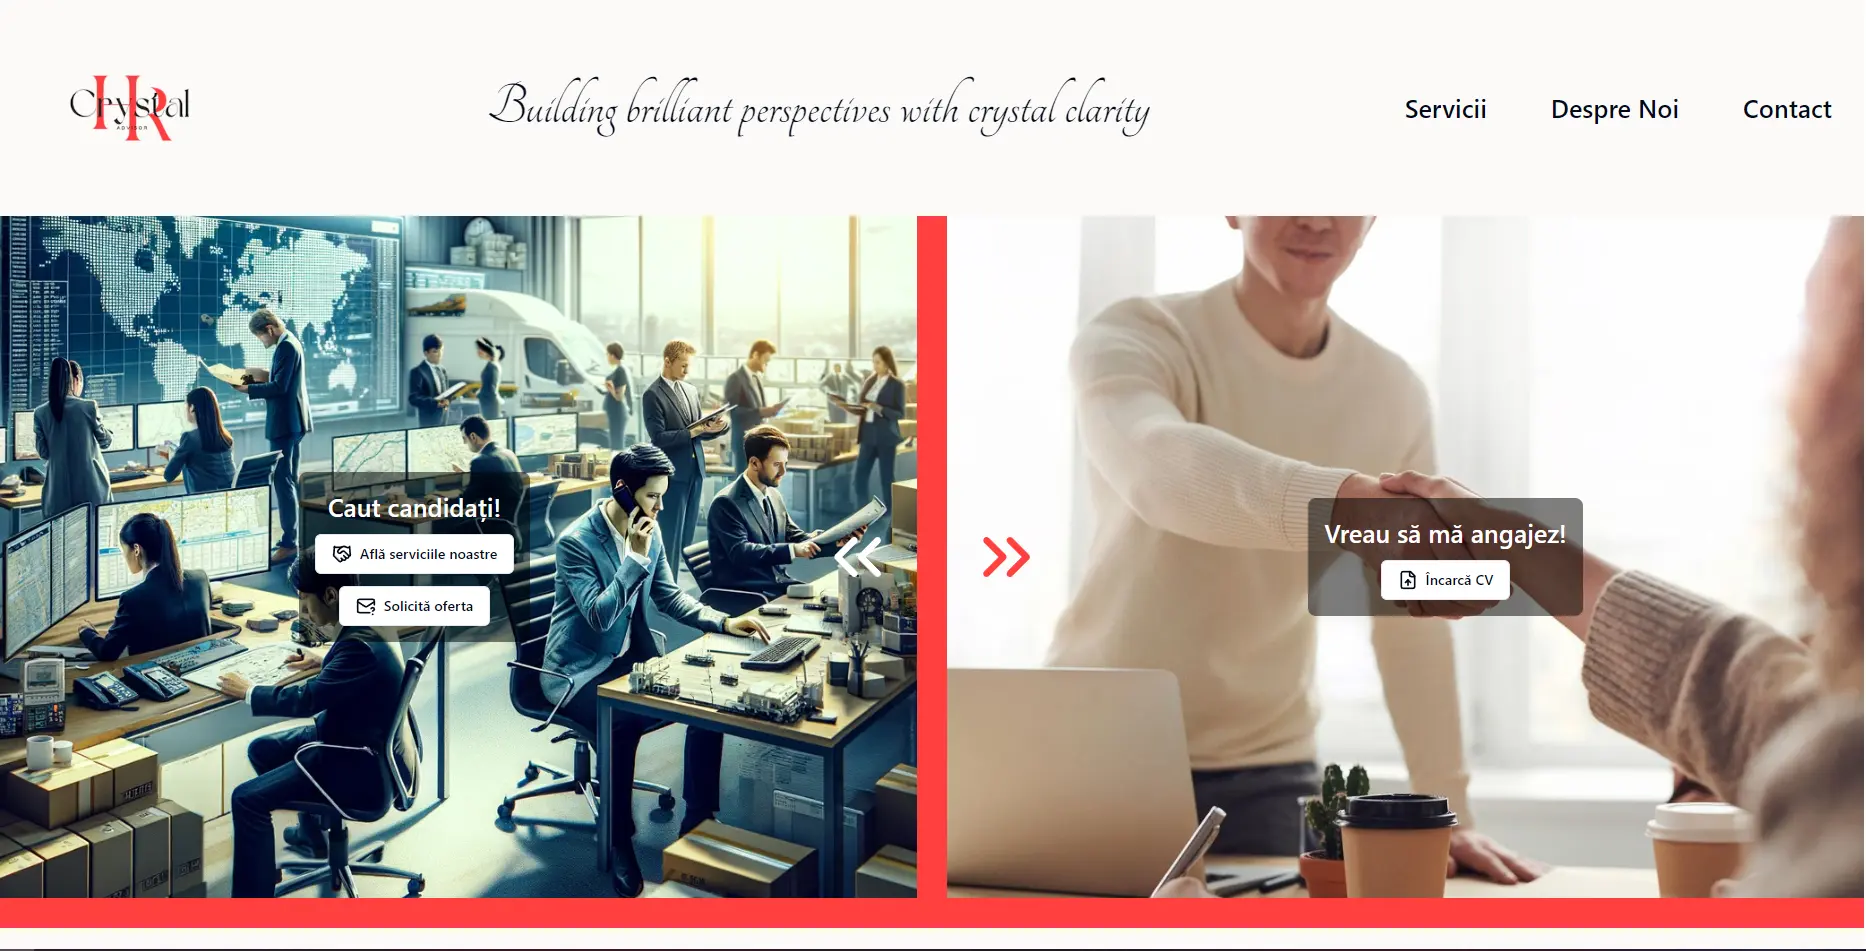 Crystal
HR
ADVISOR
Building brilliant perspectives with crystal clarity
Servicii
Despre Noi
Contact
Caut candidați!
Află serviciile noastre
Solicită oferta
Vreau să mă angajez!
Încarcă CV